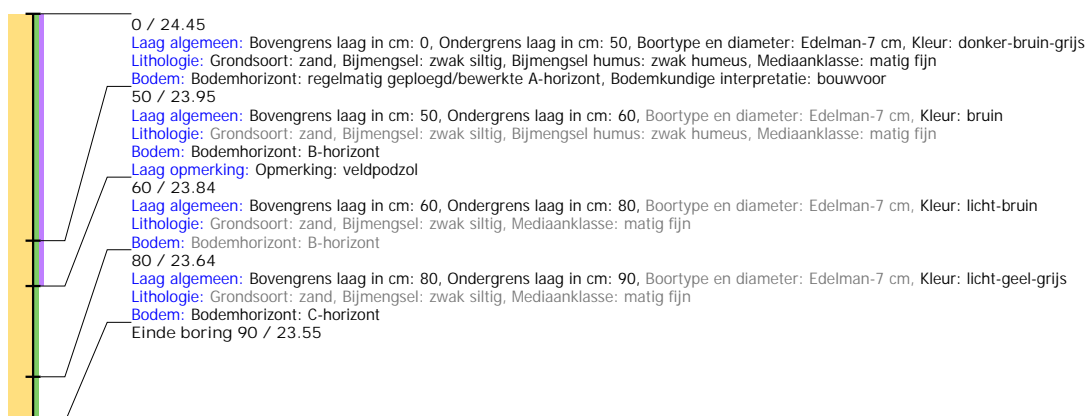 0 / 24.45
Laag algemeen: Bovengrens laag in cm: 0, Ondergrens laag in cm: 50, Boortype en diameter: Edelman-7 cm, Kleur: donker-bruin-grijs
Lithologie: Grondsoort: zand, Bijmengsel: zwak siltig, Bijmengsel humus: zwak humeus, Mediaanklasse: matig fijn
Bodem: Bodemhorizont: regelmatig geploegd/bewerkte A-horizont, Bodemkundige interpretatie: bouwvoor
50 / 23.95
Laag algemeen: Bovengrens laag in cm: 50, Ondergrens laag in cm: 60, Boortype en diameter: Edelman-7 cm, Kleur: bruin
Lithologie: Grondsoort: zand, Bijmengsel: zwak siltig, Bijmengsel humus: zwak humeus, Mediaanklasse: matig fijn
Bodem: Bodemhorizont: B-horizont
Laag opmerking: Opmerking: veldpodzol
60 / 23.84
Laag algemeen: Bovengrens laag in cm: 60, Ondergrens laag in cm: 80, Boortype en diameter: Edelman-7 cm, Kleur: licht-bruin
Lithologie: Grondsoort: zand, Bijmengsel: zwak siltig, Mediaanklasse: matig fijn
Bodem: Bodemhorizont: B-horizont
80 / 23.64
Laag algemeen: Bovengrens laag in cm: 80, Ondergrens laag in cm: 90, Boortype en diameter: Edelman-7 cm, Kleur: licht-geel-grijs
Lithologie: Grondsoort: zand, Bijmengsel: zwak siltig, Mediaanklasse: matig fijn
Bodem: Bodemhorizont: C-horizont
Einde boring 90 / 23.55